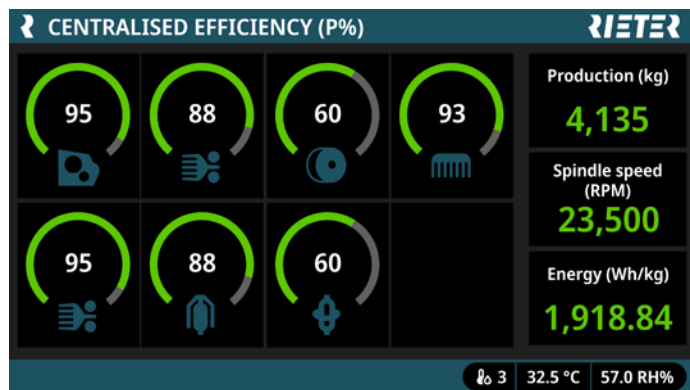 CENTRALISED EFFICIENCY (P%)
RIETER
95
88
60
93
95
88
60
Production (kg)
4,135
Spindle speed
(RPM)
23,500
Energy (Wh/kg)
1,918.84
3
32.5 °C
57.0 RH%